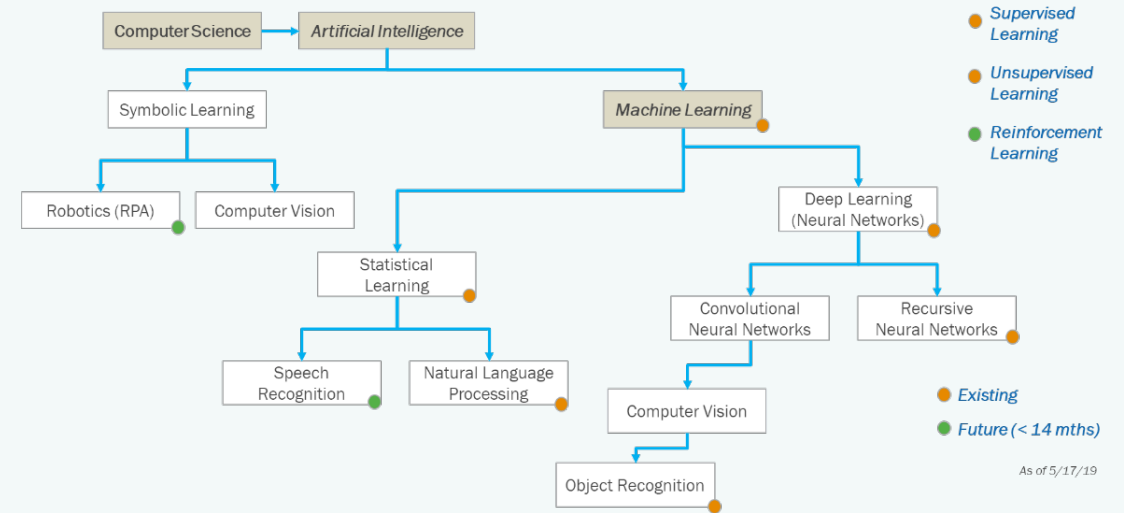 Computer Science
Artificial Intelligence
Supervised
Learning
Unsupervised
Learning
Reinforcement
Learning
Symbolic Learning
Machine Learning
Robotics (RPA)
Computer Vision
Deep Learning
(Neural Networks)
Statistical
Learning
Convolutional
Neural Networks
Recursive
Neural Networks
Speech
Recognition
Natural Language
Processing
Computer Vision
Existing
Future (< 14 mths)
Object Recognition
As of 5/17/19